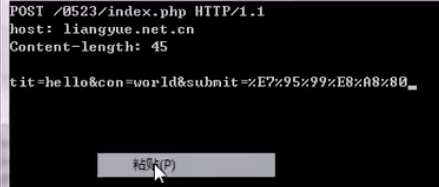 POST /0523/index.php HTTP/1.1
host: liangyue.net.cn
Content-length: 45
tit=hello&con=world&submit=%E7%95%99%E8%A8%80_
粘贴(P)